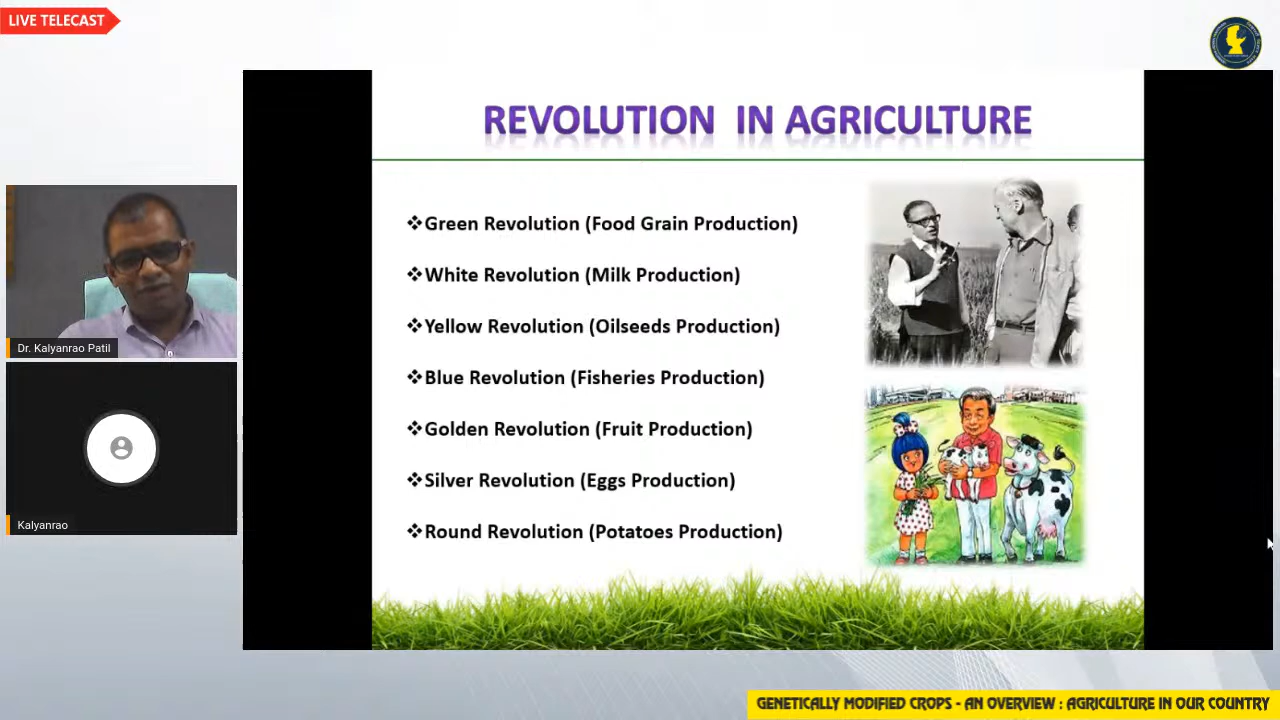 LIVE TELECAST
REVOLUTION IN AGRICULTURE
❖Green Revolution (Food Grain Production)
❖White Revolution (Milk Production)
❖Yellow Revolution (Oilseeds Production)
❖Blue Revolution (Fisheries Production)
❖Golden Revolution (Fruit Production)
❖Silver Revolution (Eggs Production)
❖Round Revolution (Potatoes Production)
Dr. Kalyanrao Patil
Kalyanrao
GENETICALLY MODIFIED CROPS - AN OVERVIEW : AGRICULTURE IN OUR COUNTRY